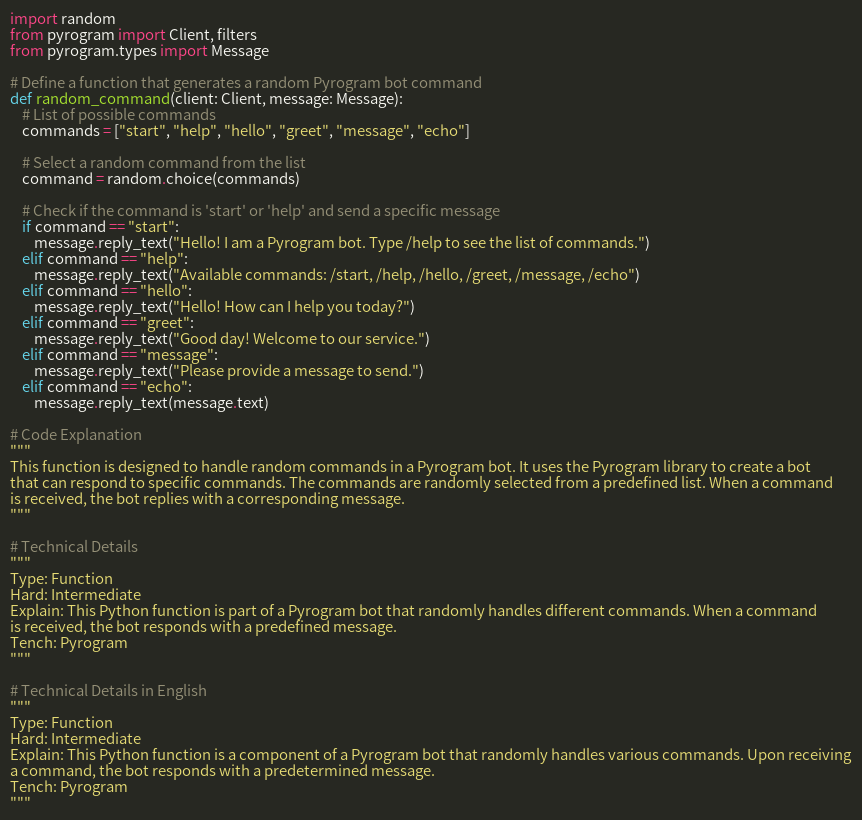 import random
from pyrogram import Client, filters
from pyrogram.types import Message

# Define a function that generates a random Pyrogram bot command
def random_command(client: Client, message: Message):
    # List of possible commands
    commands = ["start", "help", "hello", "greet", "message", "echo"]

    # Select a random command from the list
    command = random.choice(commands)

    # Check if the command is 'start' or 'help' and send a specific message
    if command == "start":
        message.reply_text("Hello! I am a Pyrogram bot. Type /help to see the list of commands.")
    elif command == "help":
        message.reply_text("Available commands: /start, /help, /hello, /greet, /message, /echo")
    elif command == "hello":
        message.reply_text("Hello! How can I help you today?")
    elif command == "greet":
        message.reply_text("Good day! Welcome to our service.")
    elif command == "message":
        message.reply_text("Please provide a message to send.")
    elif command == "echo":
        message.reply_text(message.text)

# Code Explanation
"""
This function is designed to handle random commands in a Pyrogram bot. It uses the Pyrogram library to create a bot
that can respond to specific commands. The commands are randomly selected from a predefined list. When a command
is received, the bot replies with a corresponding message.
"""

# Technical Details
"""
Type: Function
Hard: Intermediate
Explain: This Python function is part of a Pyrogram bot that randomly handles different commands. When a command
is received, the bot responds with a predefined message.
Tench: Pyrogram
"""

# Technical Details in English
"""
Type: Function
Hard: Intermediate
Explain: This Python function is a component of a Pyrogram bot that randomly handles various commands. Upon receiving
a command, the bot responds with a predetermined message.
Tench: Pyrogram
"""